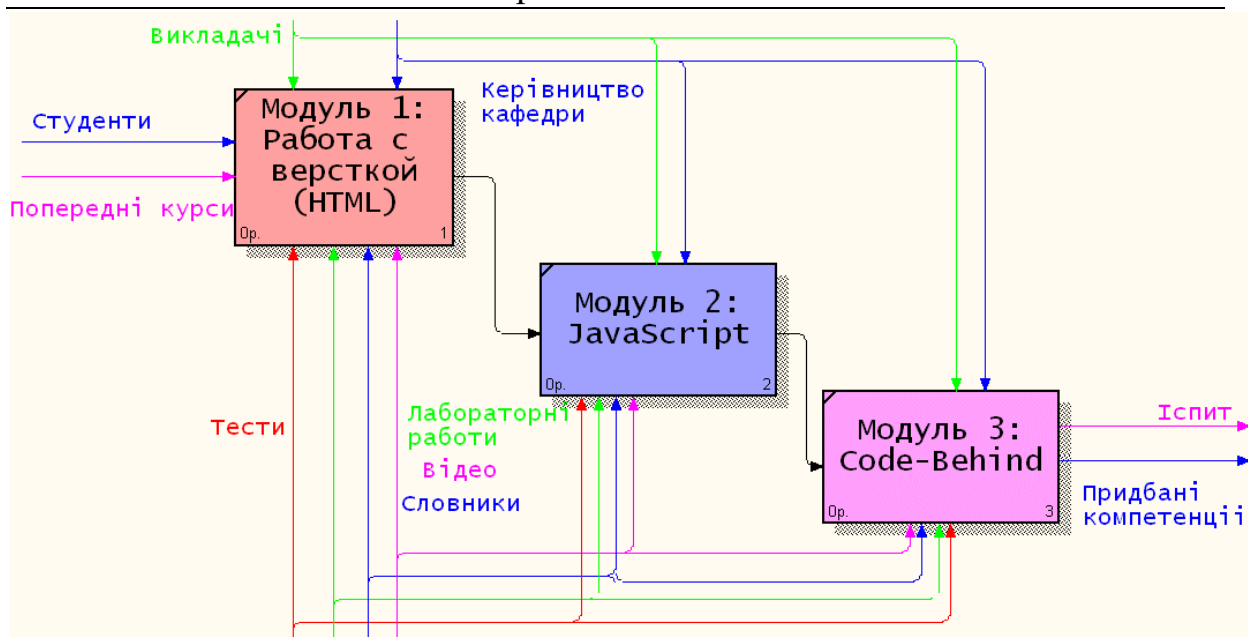 Викладачі
Керівництво
кафедри
Студенти
Попередні курси
Модуль 1:
Работа с
версткой
(HTML)
0р.
1
Модуль 2:
JavaScript
0р.
2
Тести
Лабораторні
работи
Відео
Словники
Модуль 3:
Code-Behind
0р.
3
Іспит
Придбані
компетенціі